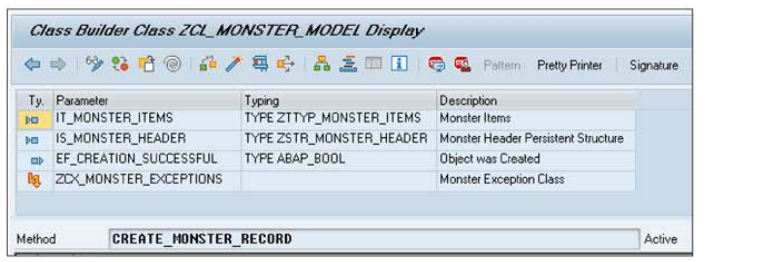 Class Builder Class ZCL_MONSTER_MODEL Display
Pattern Pretty Printer Signature
Ty. Parameter Typing Description
IT_MONSTER_ITEMS TYPE ZTTYP_MONSTER_ITEMS Monster Items
IS_MONSTER_HEADER TYPE ZSTR_MONSTER_HEADER Monster Header Persistent Structure
EF_CREATION_SUCCESSFUL TYPE ABAP_BOOL Object was Created
ZCX_MONSTER_EXCEPTIONS Monster Exception Class
Method CREATE_MONSTER_RECORD Active